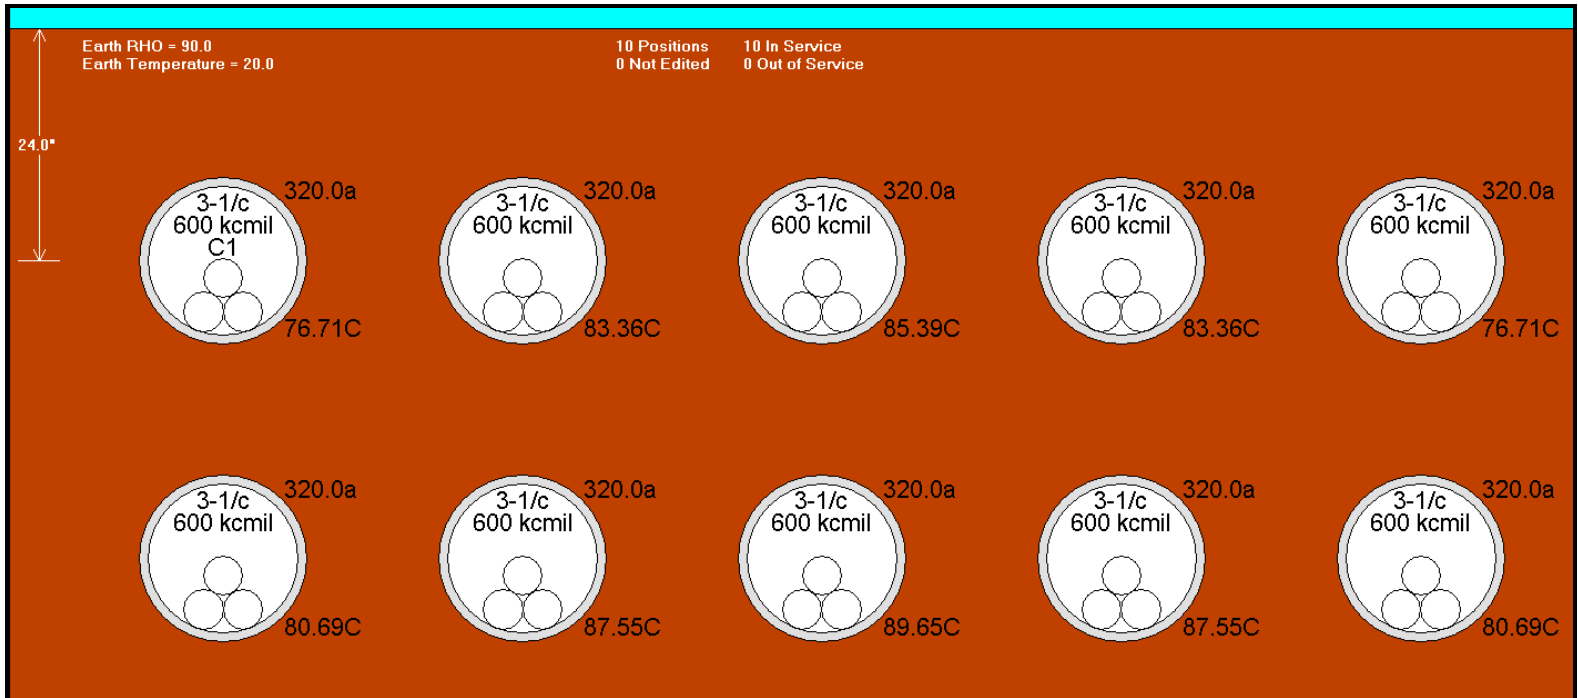 Earth RHO = 90.0
Earth Temperature = 20.0
10 Positions
0 Not Edited
10 In Service
0 Out of Service
24.0"
3-1/c
600 kcmil
C1
320.0a
76.71C
3-1/c
600 kcmil
320.0a
83.36C
3-1/c
600 kcmil
320.0a
85.39C
3-1/c
600 kcmil
320.0a
83.36C
3-1/c
600 kcmil
320.0a
76.71C
3-1/c
600 kcmil
320.0a
80.69C
3-1/c
600 kcmil
320.0a
87.55C
3-1/c
600 kcmil
320.0a
89.65C
3-1/c
600 kcmil
320.0a
87.55C
3-1/c
600 kcmil
320.0a
80.69C